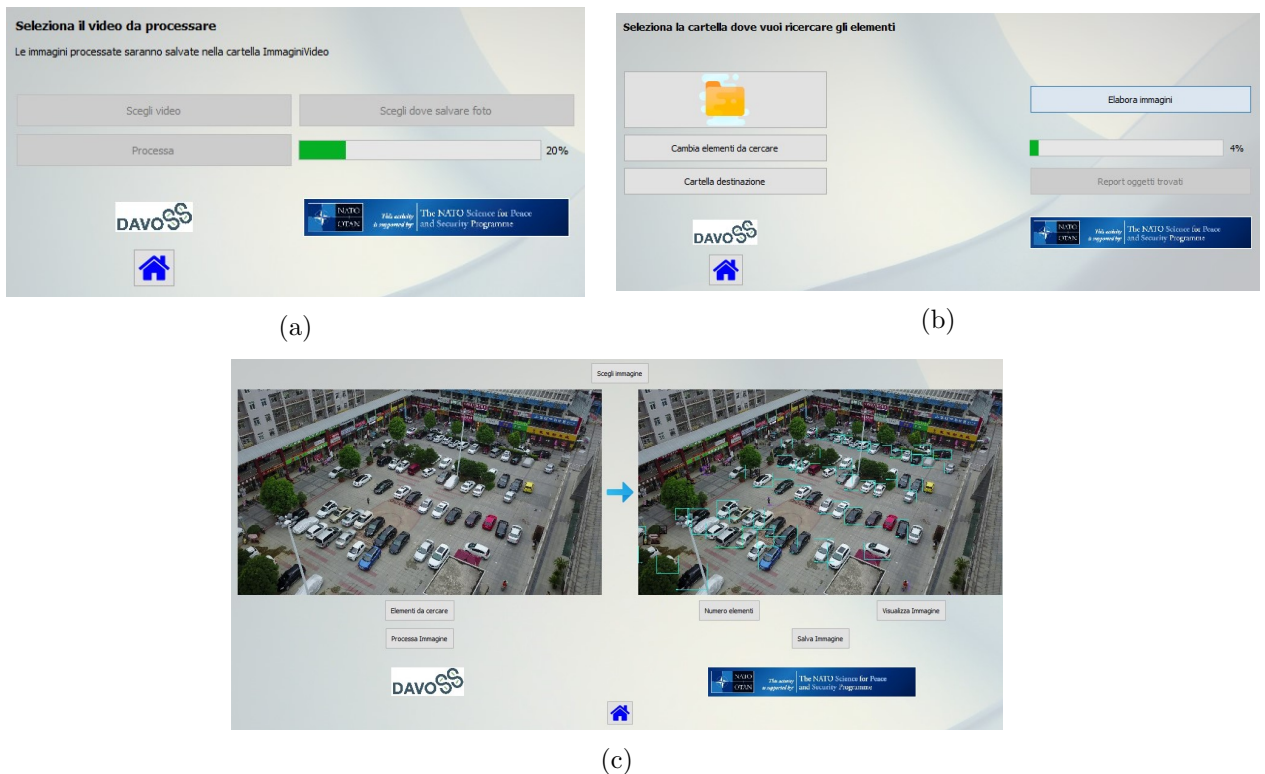 Seleziona il video da processare
Le immagini processate saranno salvate nella cartella ImmaginiVideo
Scegli video
Scegli dove salvare foto
Processa
20%
DAVOSS
NATO
OTAN
This activity
is supported by:
The NATO Science for Peace
and Security Programme
(a)
Seleziona la cartella dove vuoi ricercare gli elementi
Elabora immagini
Cambia elementi da cercare
4%
Cartella destinazione
Report oggetti trovati
DAVOSS
NATO
OTAN
This activity
is supported by:
The NATO Science for Peace
and Security Programme
(b)
Scegli immagine
Elementi da cercare
Numero elementi
Visualizza Immagine
Processa Immagine
Salva Immagine
DAVOSS
NATO
OTAN
This activity
is supported by:
The NATO Science for Peace
and Security Programme
(c)